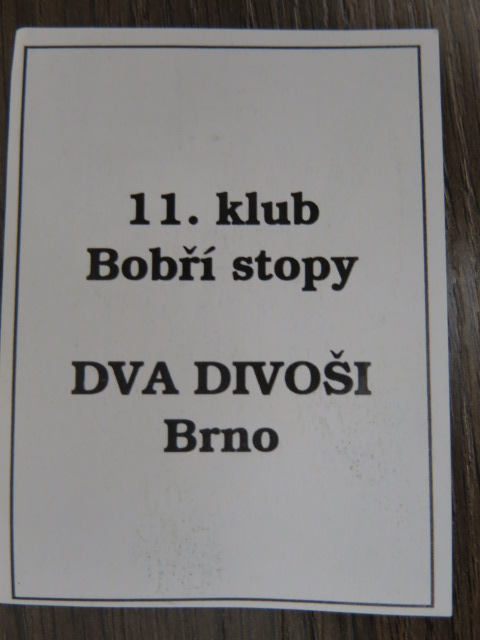 11. klub
Bobří stopy
DVA DIVOŠI
Brno